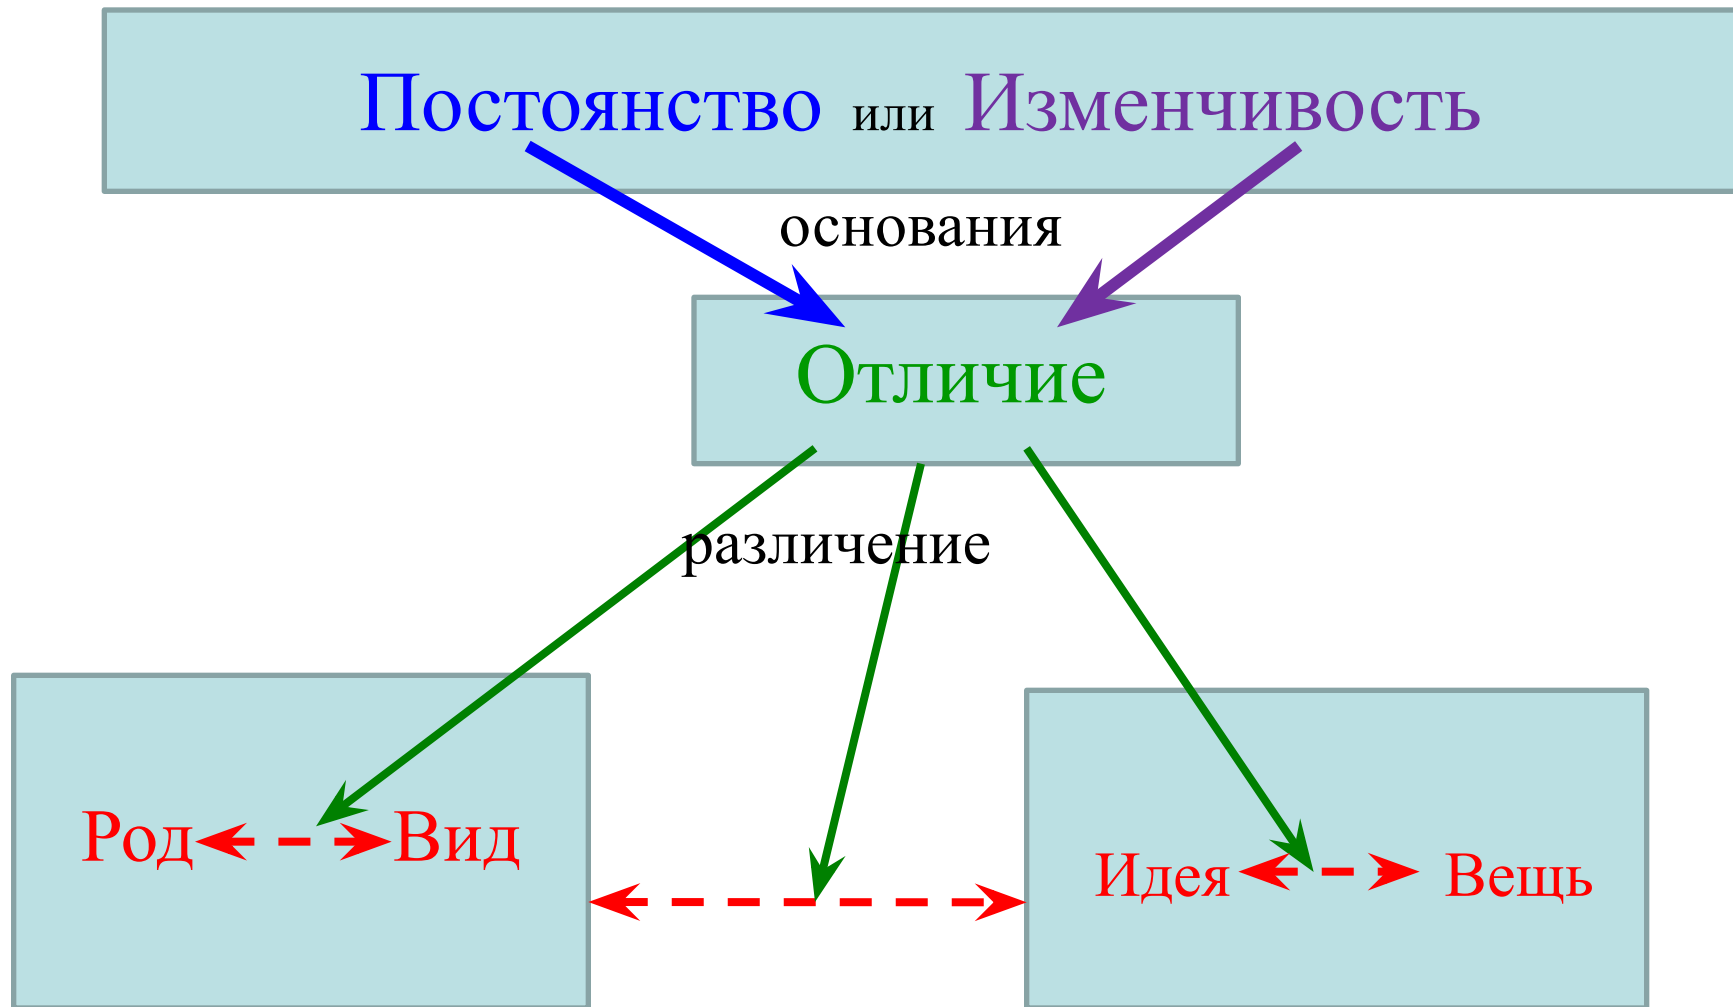 Постоянство или Изменчивость
основания
Отличие
различение
Род Вид
Идея Вещь